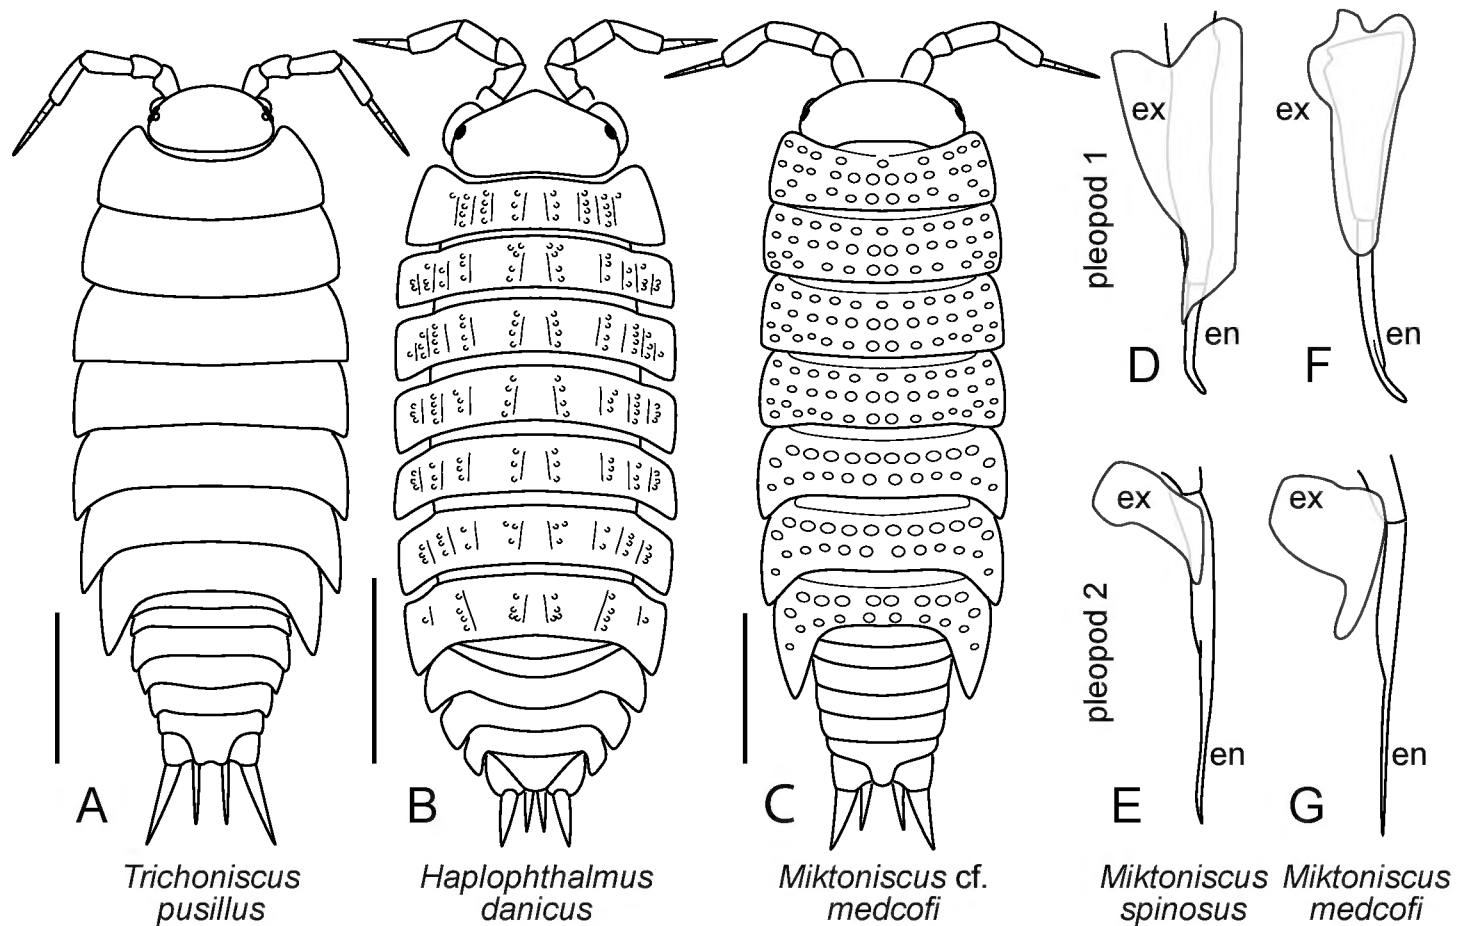 A
Trichoniscus
pusillus
B
Haplophthalmus
danicus
C
Miktoniscus cf.
medcofi
pleopod 1
ex
en
D
ex
en
F
pleopod 2
ex
en
E
ex
en
G
Miktoniscus
spinosus
Miktoniscus
medcofi